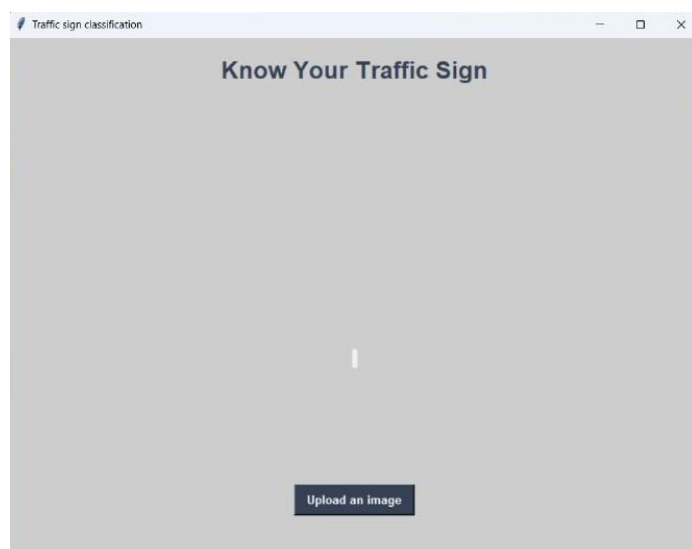 Traffic sign classification
Know Your Traffic Sign
Upload an image